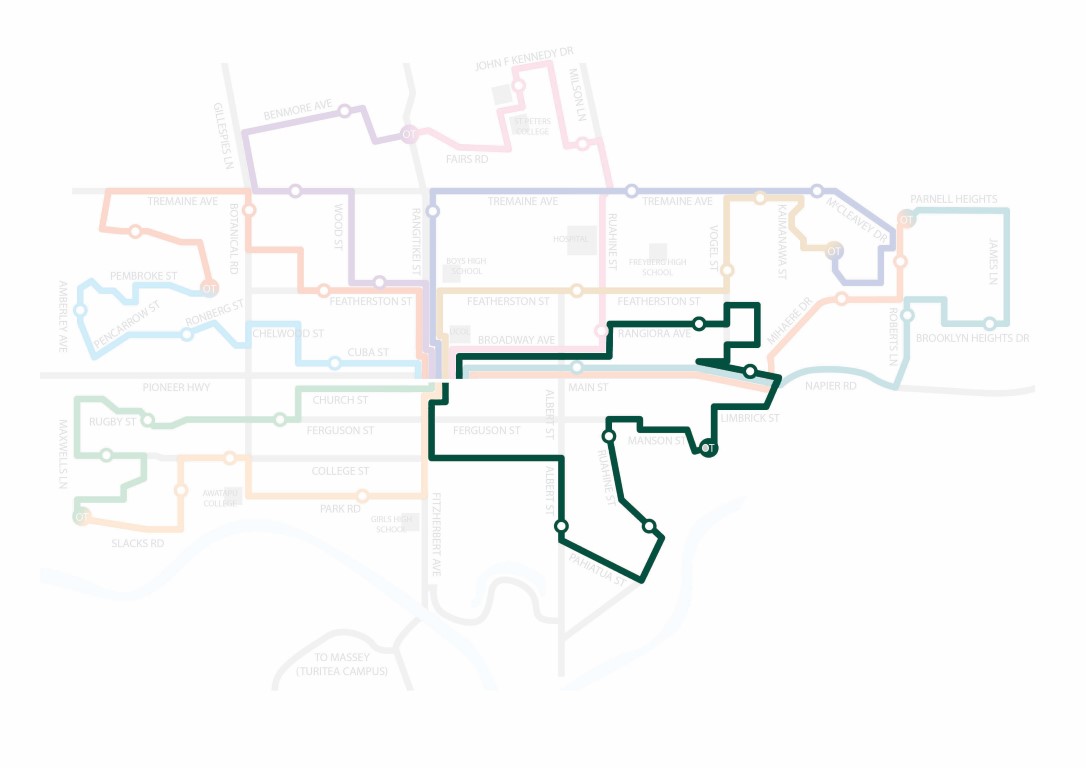 JOHN F KENNEDY DR
MILSON LN
GILLESPIES LN
BENMORE AVE
ST PETERS
COLLEGE
OT
FAIRS RD
TREMAINE AVE
TREMAINE AVE
TREMAINE AVE
PARNELL HEIGHTS
BOTANICAL RD
WOOD ST
RANGITIKEI ST
RUAHINE ST
VOGEL ST
KAIMANAWA ST
MCCLEAVEY DR
HOSPITAL
BOYS HIGH
SCHOOL
FREYBERG HIGH
SCHOOL
OT
JAMES LN
PEMBROKE ST
OT
AMBERLEY AVE
PENCARROW ST
RONBERG ST
FEATHERSTON ST
FEATHERSTON ST
FEATHERSTON ST
MIHAERE DR
ROBERTS LN
CHELWOOD ST
UCOL
BROADWAY AVE
RANGIORA AVE
BROOKLYN HEIGHTS DR
CUBA ST
PIONEER HWY
MAIN ST
NAPIER RD
CHURCH ST
ALBERT ST
LIMBRICK ST
RUGBY ST
FERGUSON ST
FERGUSON ST
MANSON ST
OT
MAXWELLS LN
COLLEGE ST
ALBERT ST
RUAHINE ST
AWATAPU
COLLEGE
PARK RD
OT
GIRLS HIGH
SCHOOL
FITZHERBERT AVE
SLACKS RD
PAHIATUA ST
TO MASSEY
(TURITEA CAMPUS)